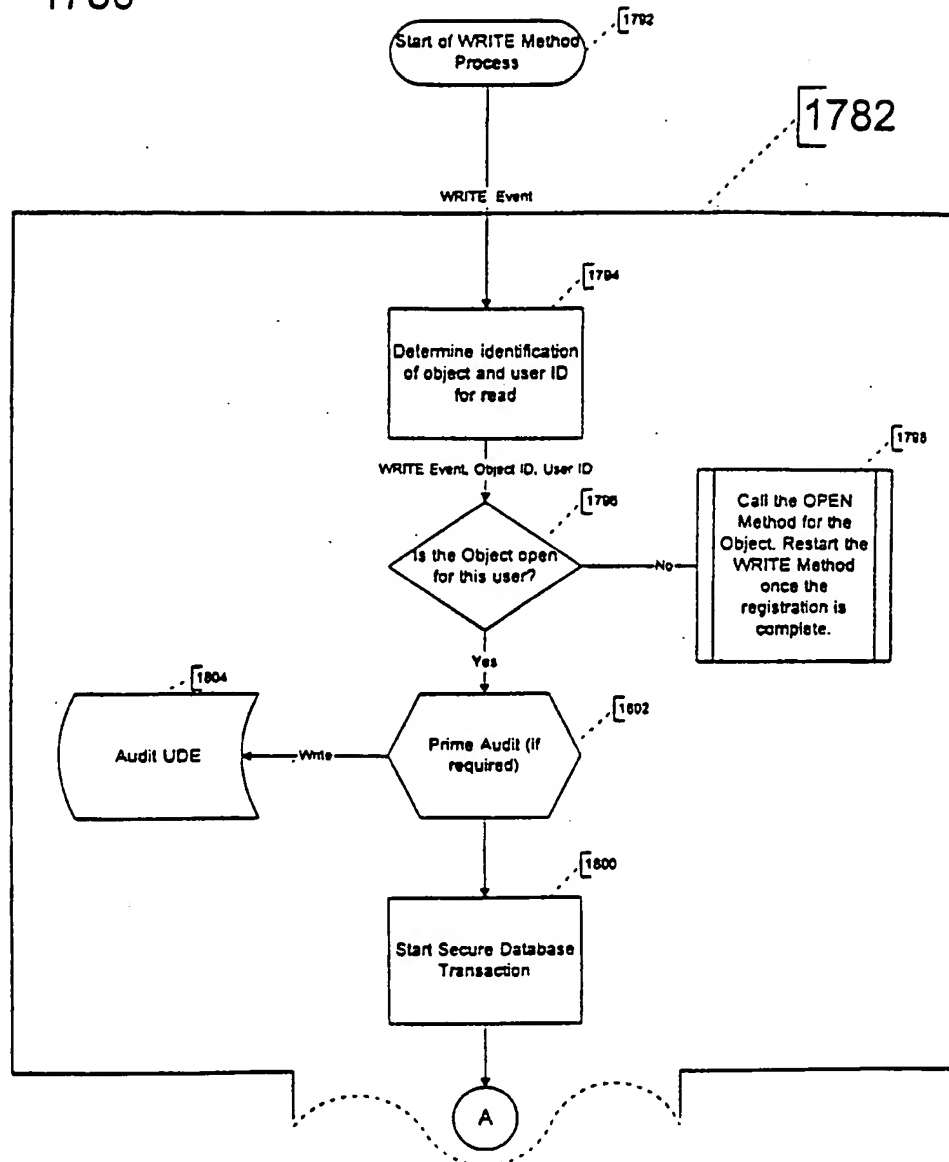 Start of WRITE Method
Process
1792
1782
WRITE Event
1794
Determine identification
of object and user ID
for read
WRITE Event, Object ID, User ID
1796
Is the Object open
for this user?
No
1798
Call the OPEN
Method for the
Object. Restart the
WRITE Method
once the
registration is
complete.
Yes
1804
Audit UDE
Write
1802
Prime Audit (if
required)
1800
Start Secure Database
Transaction
A